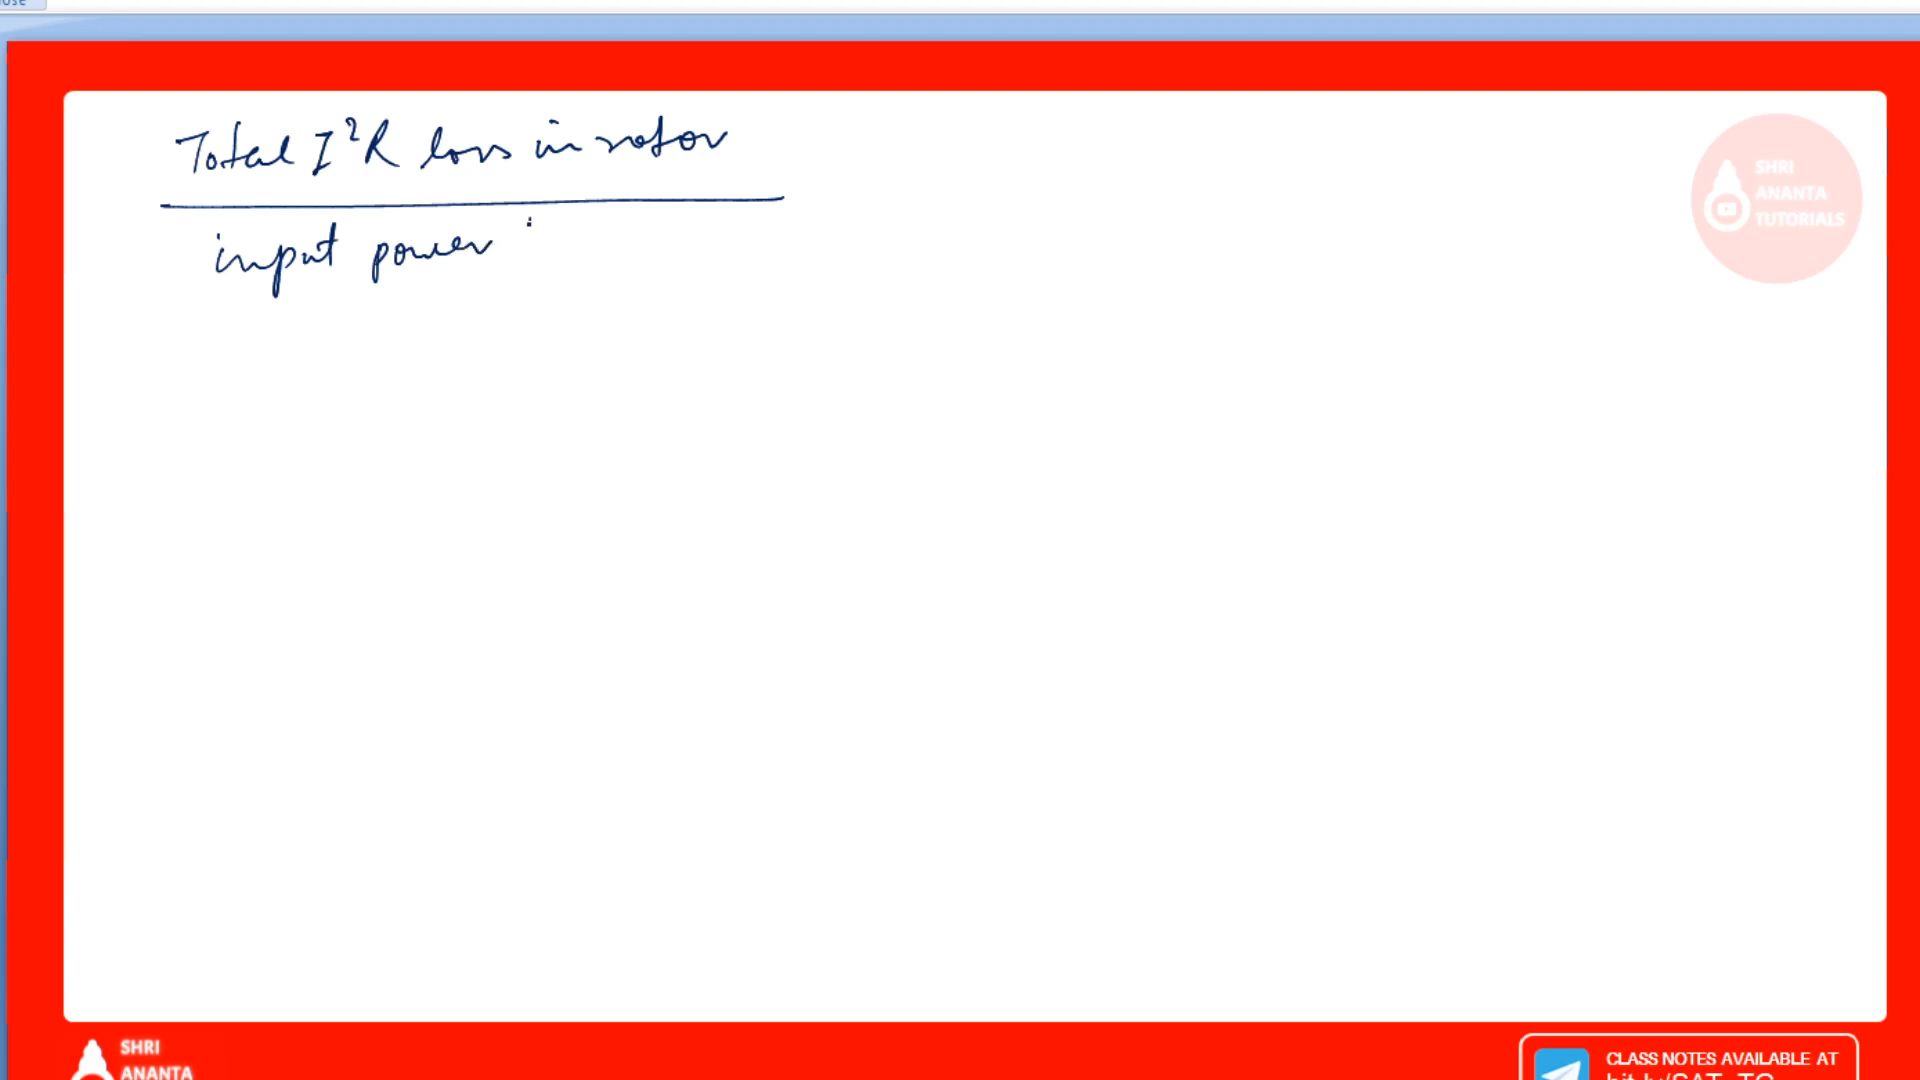 Total I²R loss in rotor
input power
SHRI
ANANTA
TUTORIALS
SHRI
ANANTA
CLASS NOTES AVAILABLE AT